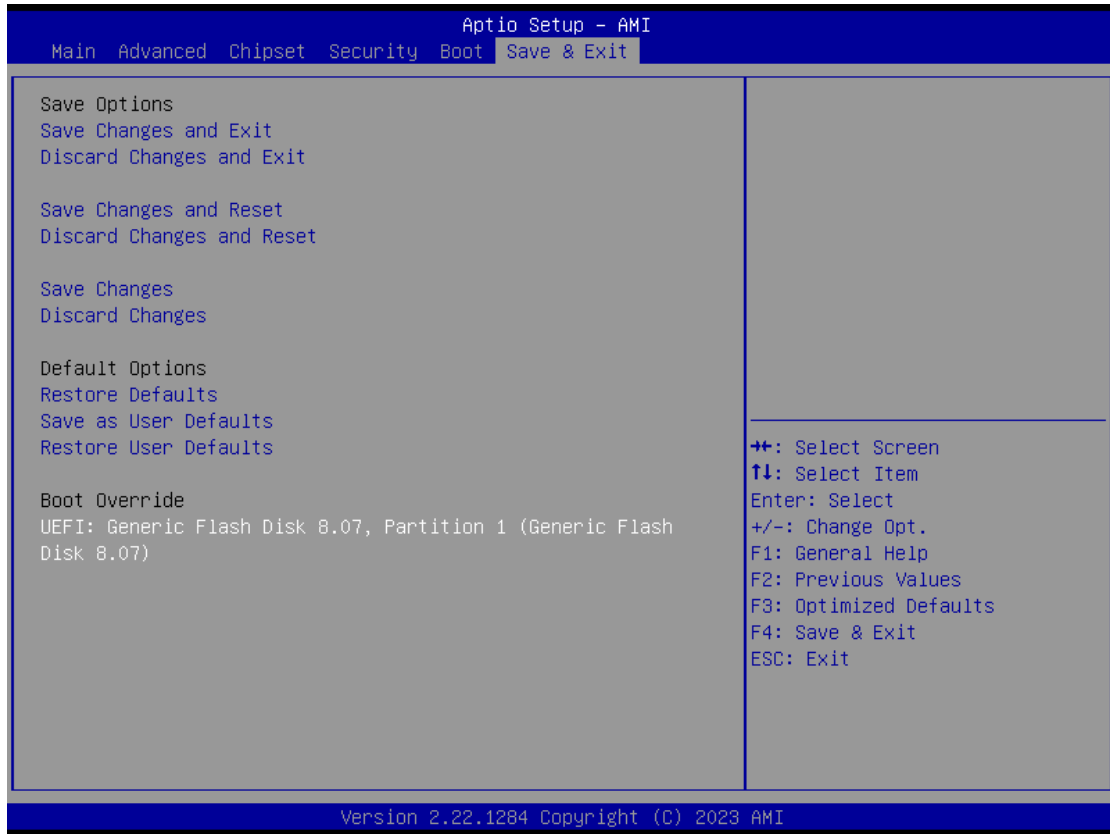 Aptio Setup – AMI
Main Advanced Chipset Security Boot Save & Exit
Save Options
Save Changes and Exit
Discard Changes and Exit
Save Changes and Reset
Discard Changes and Reset
Save Changes
Discard Changes
Default Options
Restore Defaults
Save as User Defaults
Restore User Defaults
Boot Override
UEFI: Generic Flash Disk 8.07, Partition 1 (Generic Flash
Disk 8.07)
→←: Select Screen
↑↓: Select Item
Enter: Select
+/-: Change Opt.
F1: General Help
F2: Previous Values
F3: Optimized Defaults
F4: Save & Exit
ESC: Exit
Version 2.22.1284 Copyright (C) 2023 AMI